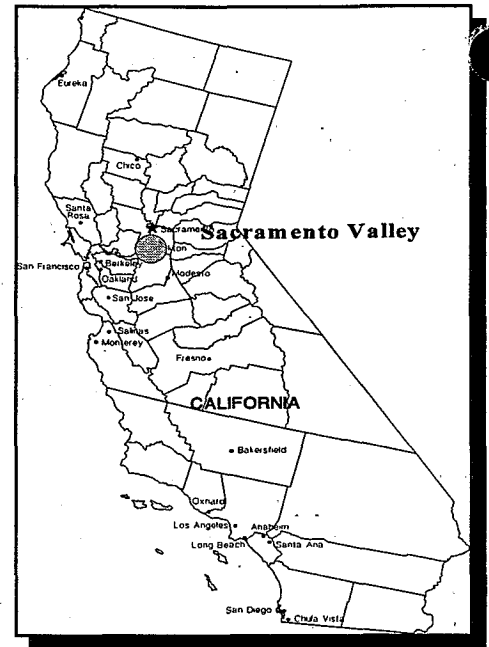 Eureka
Chico
Santa
Rosa
Sacramento Valley
San Francisco
Berkeley
Oakland
Modesto
San Jose
Salinas
Monterey
Fresno
CALIFORNIA
Bakersfield
Oxnard
Los Angeles
Anaheim
Long Beach
Santa Ana
San Diego
Chula Vista